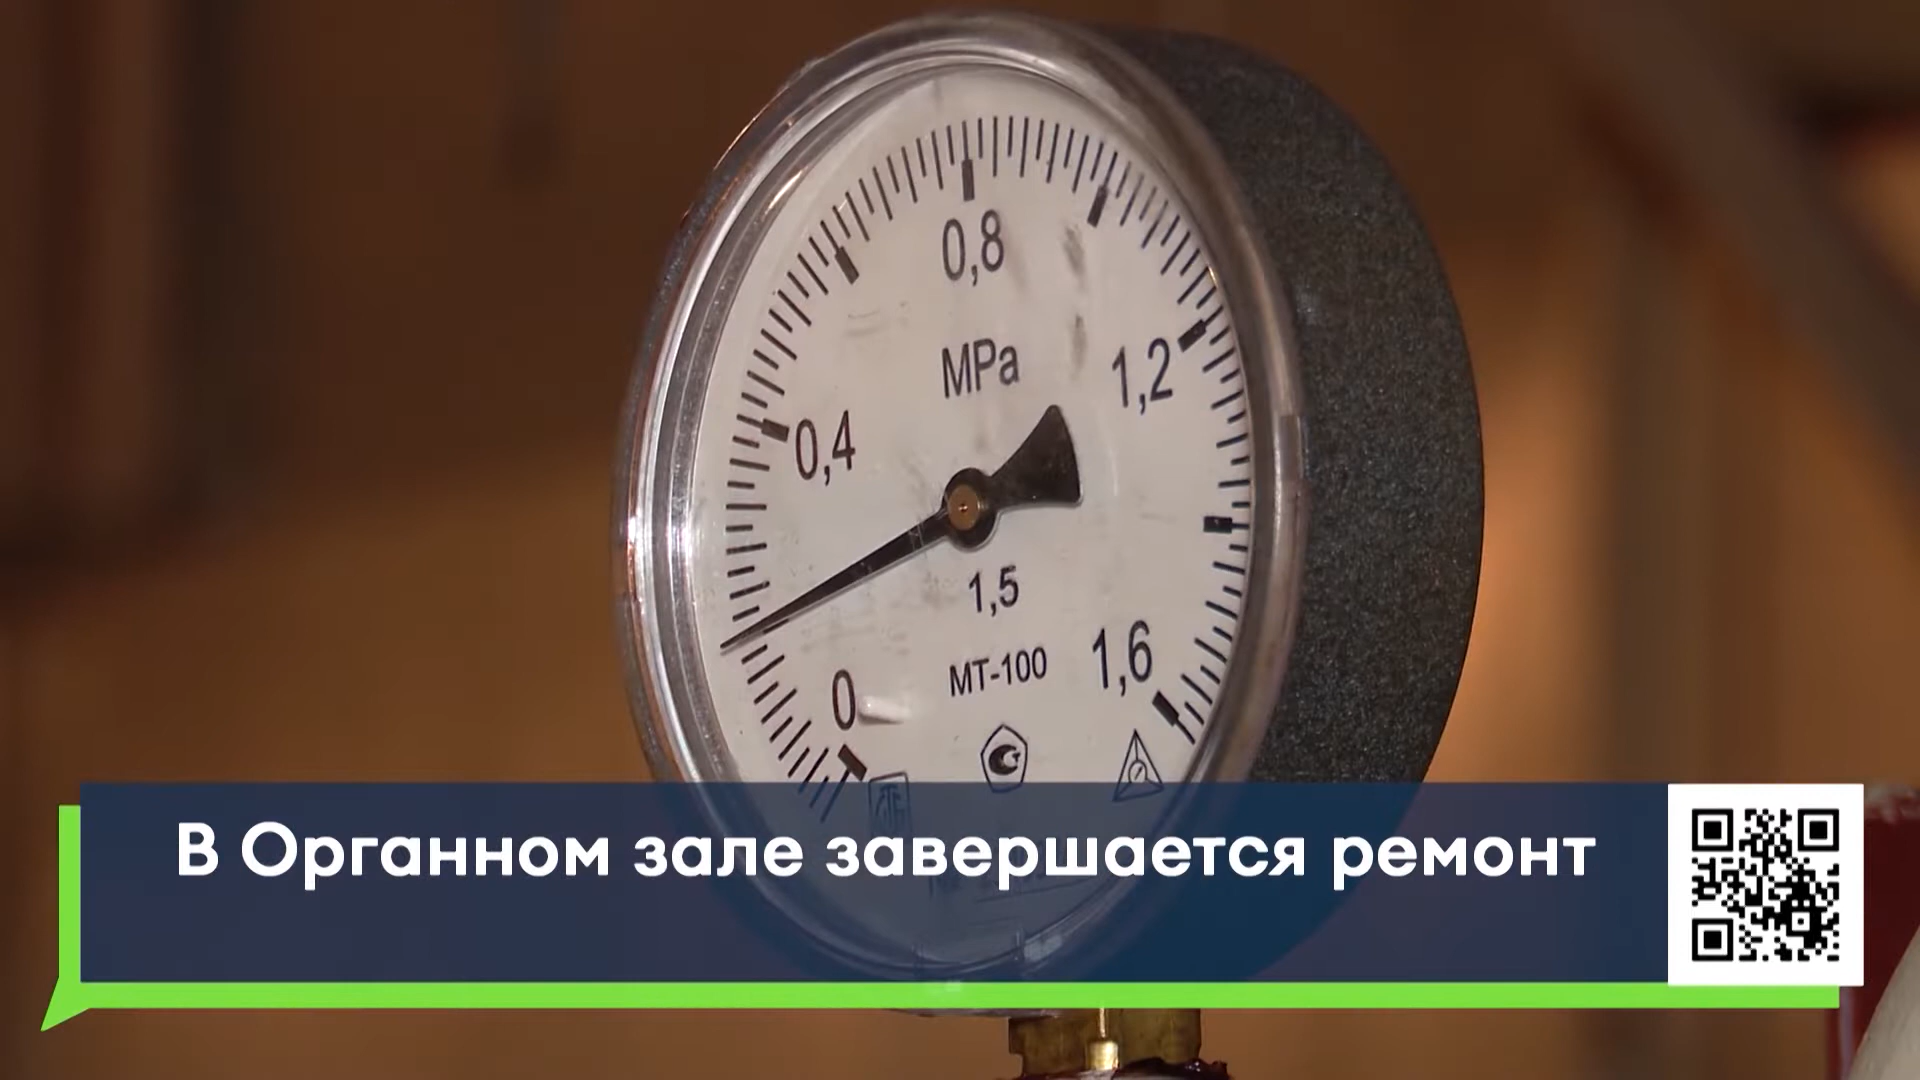 0,8
MPa
1,2
0,4
1,5
1,6
MT-100
0
В Органном зале завершается ремонт